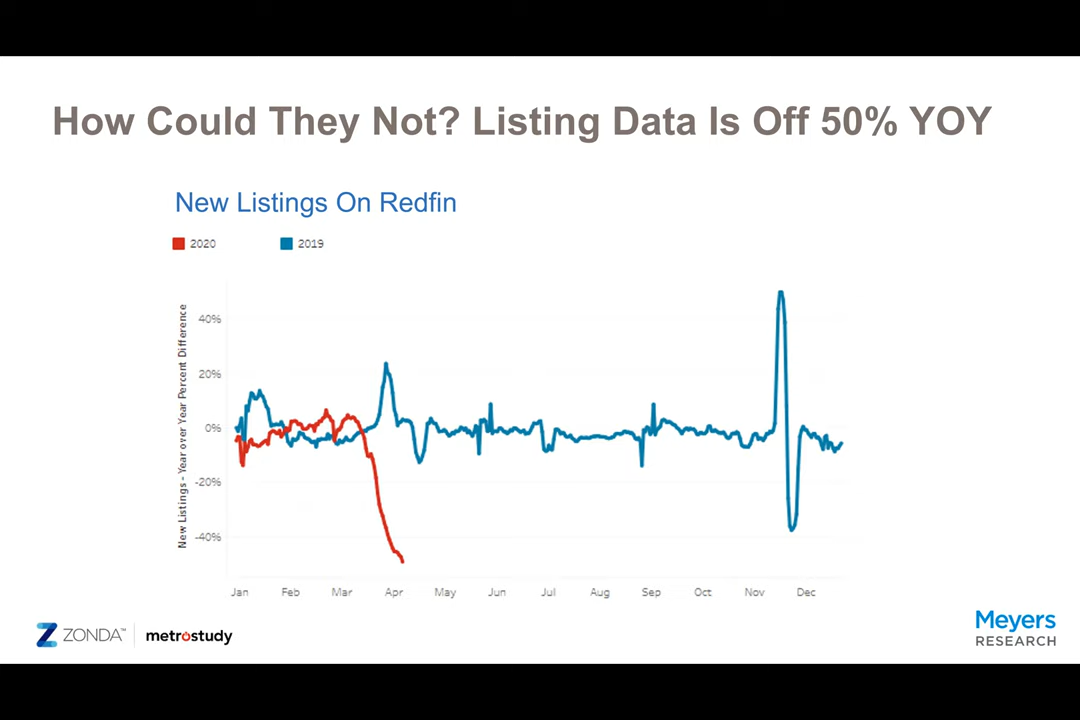 How Could They Not? Listing Data Is Off 50% YOY
New Listings On Redfin
2020 2019
New Listings - Year over Year Percent Difference
40%
20%
0%
-20%
-40%
Jan Feb Mar Apr May Jun Jul Aug Sep Oct Nov Dec
ZONDA™ metrostudy
Meyers
RESEARCH